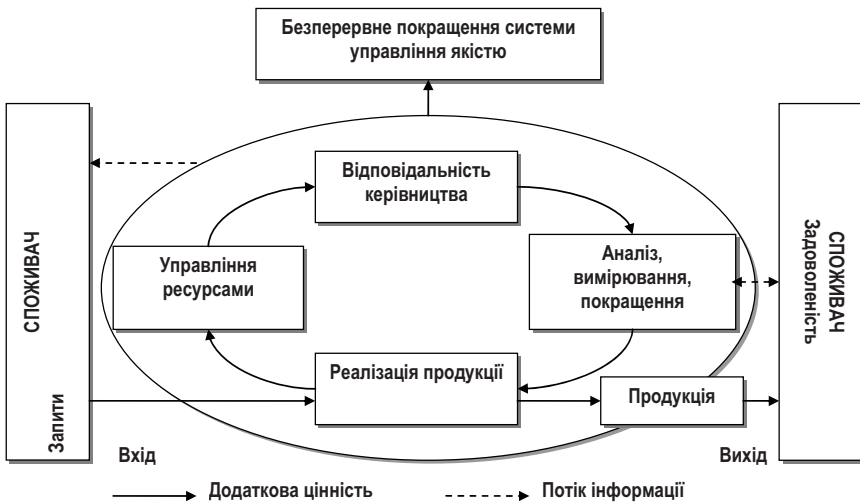 Безперервне покращення системи
управління якістю
СПОЖИВАЧ
Запити
Відповідальність
керівництва
Управління
ресурсами
Аналіз,
вимірювання,
покращення
СПОЖИВАЧ
Задоволеність
Реалізація продукції
Продукція
Вхід
Вихід
Додаткова цінність
Потік інформації